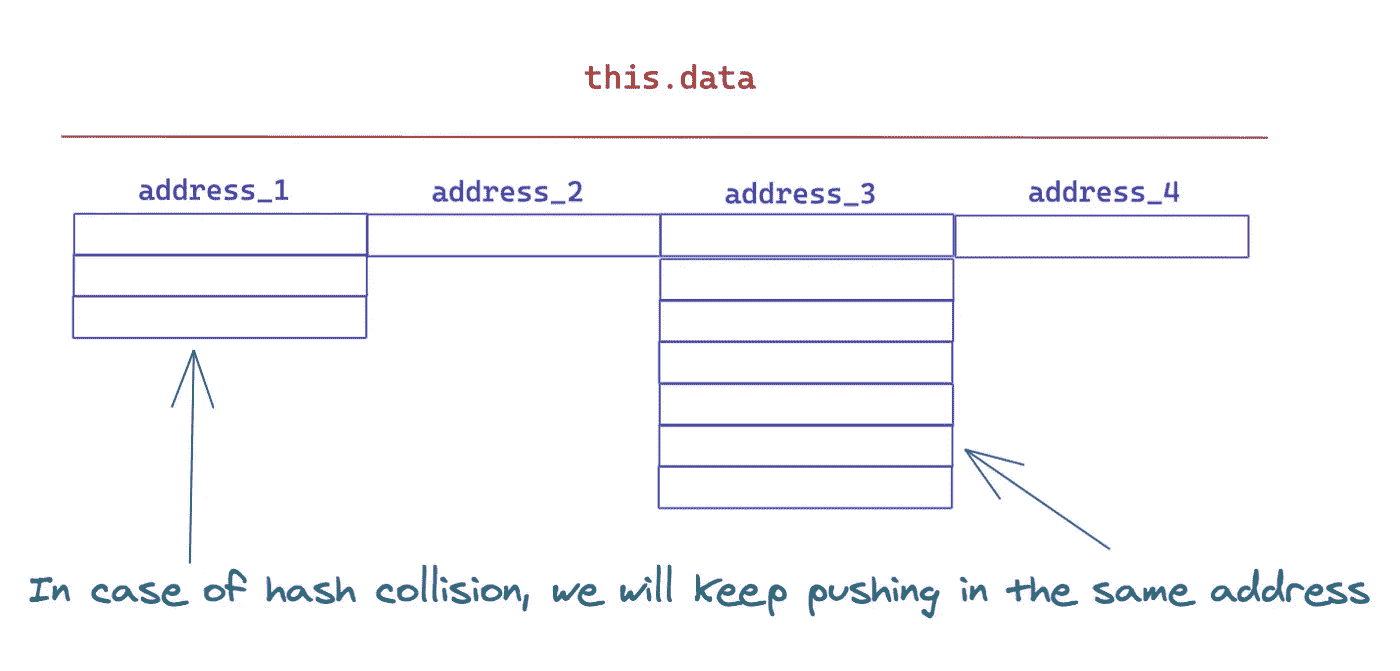 this.data
address_1 address_2 address_3 address_4
In case of hash collision, we will keep pushing in the same address